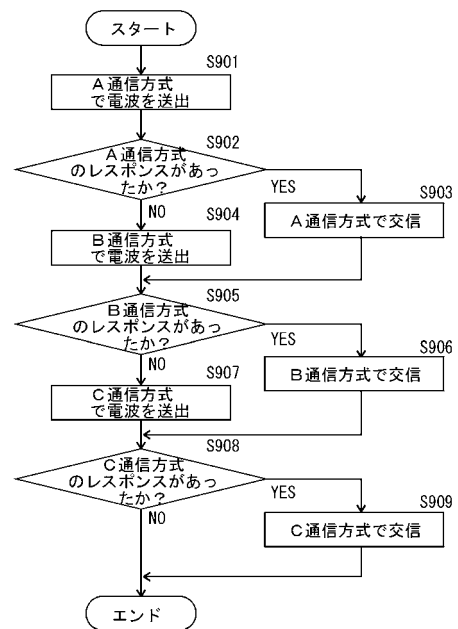 スタート
S901
A通信方式
で電波を送出
S902
A通信方式
のレスポンスがあっ
たか？
YES
NO
S903
A通信方式で交信
S904
B通信方式
で電波を送出
S905
B通信方式
のレスポンスがあっ
たか？
YES
NO
S906
B通信方式で交信
S907
C通信方式
で電波を送出
S908
C通信方式
のレスポンスがあっ
たか？
YES
NO
S909
C通信方式で交信
エンド